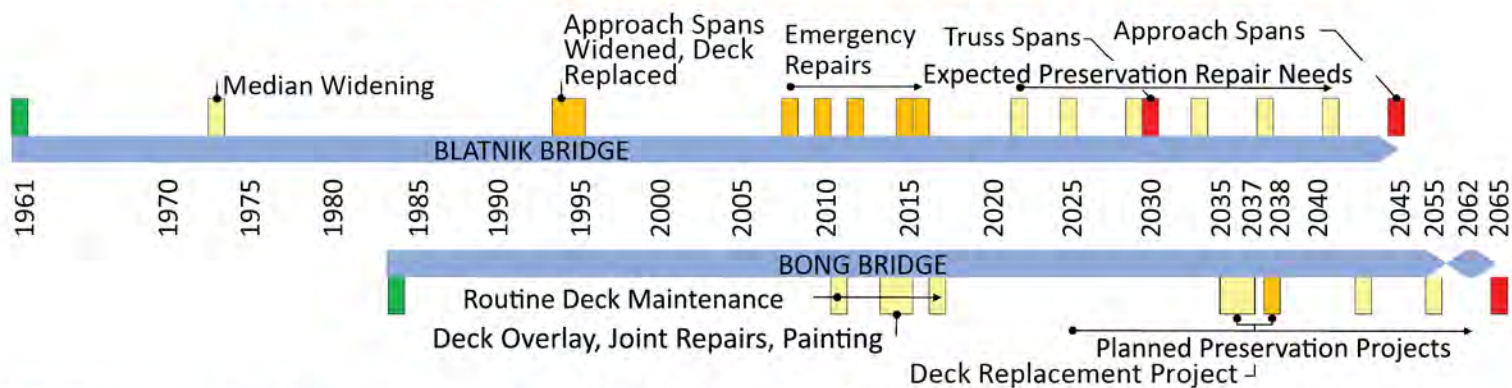 Approach Spans
Widened, Deck
Replaced
Emergency
Repairs
Truss Spans
Approach Spans
Median Widening
Expected Preservation Repair Needs
BLATNIK BRIDGE
1961
1970
1975
1980
1985
1990
1995
2000
2005
2010
2015
2020
2025
2030
2035
2037
2038
2040
2045
2055
2062
2065
BONG BRIDGE
Routine Deck Maintenance
Deck Overlay, Joint Repairs, Painting
Planned Preservation Projects
Deck Replacement Project